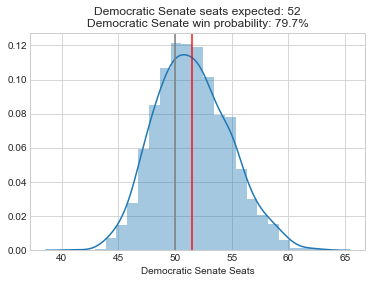 Democratic Senate seats expected: 52
Democratic Senate win probability: 79.7%
0.12
0.10
0.08
0.06
0.04
0.02
0.00
40 45 50 55 60 65
Democratic Senate Seats